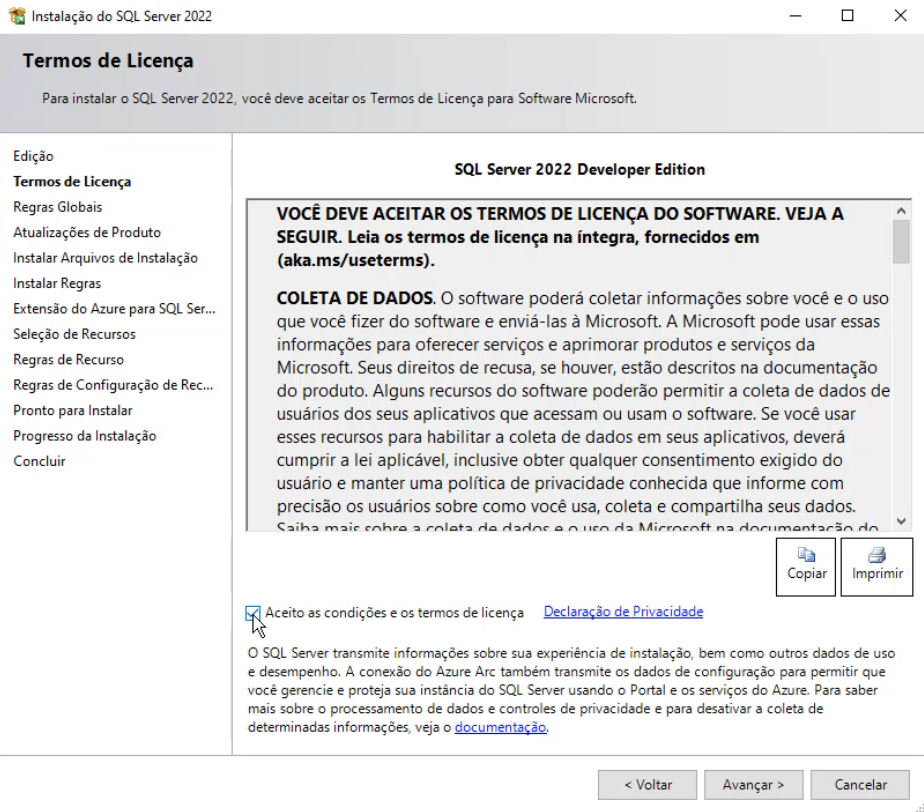 Instalação do SQL Server 2022
Termos de Licença
Para instalar o SQL Server 2022, você deve aceitar os Termos de Licença para Software Microsoft.
Edição
Termos de Licença
Regras Globais
Atualizações de Produto
Instalar Arquivos de Instalação
Instalar Regras
Extensão do Azure para SQL Ser...
Seleção de Recursos
Regras de Recurso
Regras de Configuração de Rec...
Pronto para Instalar
Progresso da Instalação
Concluir
SQL Server 2022 Developer Edition
VOCÊ DEVE ACEITAR OS TERMOS DE LICENÇA DO SOFTWARE. VEJA A
SEGUIR. Leia os termos de licença na íntegra, fornecidos em
(aka.ms/useterms).
COLETA DE DADOS. O software poderá coletar informações sobre você e o uso
que você fizer do software e enviá-las à Microsoft. A Microsoft pode usar essas
informações para oferecer serviços e aprimorar produtos e serviços da
Microsoft. Seus direitos de recusa, se houver, estão descritos na documentação
do produto. Alguns recursos do software poderão permitir a coleta de dados de
usuários dos seus aplicativos que acessam ou usam o software. Se você usar
esses recursos para habilitar a coleta de dados em seus aplicativos, deverá
cumprir a lei aplicável, inclusive obter qualquer consentimento exigido do
usuário e manter uma política de privacidade conhecida que informe com
precisão os usuários sobre como você usa, coleta e compartilha seus dados.
Saiba mais sobre a coleta de dados e o uso da Microsoft na documentação do
Copiar
Imprimir
Aceito as condições e os termos de licença
Declaração de Privacidade
O SQL Server transmite informações sobre sua experiência de instalação, bem como outros dados de uso
e desempenho. A conexão do Azure Arc também transmite os dados de configuração para permitir que
você gerencie e proteja sua instância do SQL Server usando o Portal e os serviços do Azure. Para saber
mais sobre o processamento de dados e controles de privacidade e para desativar a coleta de
determinadas informações, veja o documentação.
< Voltar
Avançar >
Cancelar